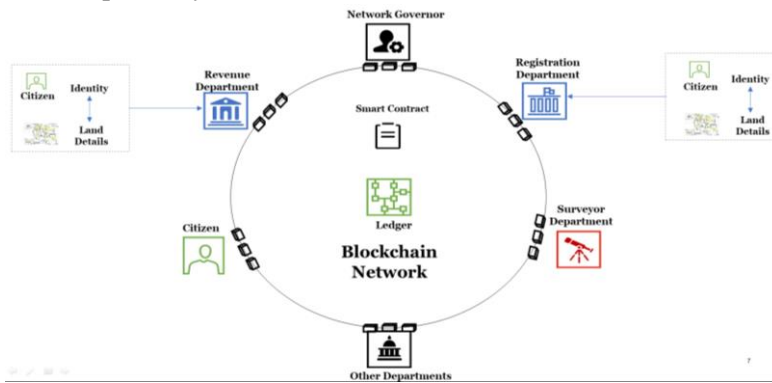 Network Governor
Revenue
Department
Registration
Department
Citizen
Identity
Land
Details
Citizen
Identity
Land
Details
Smart Contract
Ledger
Blockchain
Network
Citizen
Surveyor
Department
Other Departments
7